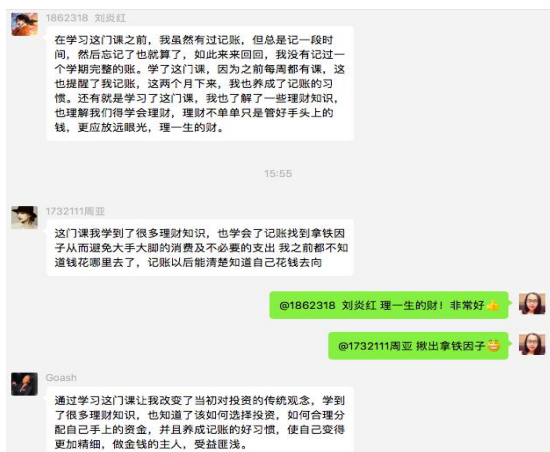 1862318 刘炎红
在学习这门课之前，我虽然有过记账，但总是记一段时
间，然后忘记了也就算了，如此来来回回，我没有记过一
个学期完整的账。学了这门课，因为之前每周都有课，这
也提醒了我记账，这两个月下来，我也养成了记账的习
惯。还有就是学习了这门课，我也了解了一些理财知识，
也理解我们得学会理财，理财不单单只是管好手头上的
钱，更应放远眼光，理一生的财。
15:55
1732111周亚
这门课我学到了很多理财知识，也学会了记账找到拿铁因
子从而避免大手大脚的消费及不必要的支出 我之前都不知
道钱花哪里去了，记账以后能清楚知道自己花钱去向
@1862318 刘炎红 理一生的财！非常好👍
@1732111周亚 揪出拿铁因子😄
Goash
通过学习这门课让我改变了当初对投资的传统观念，学到
了很多理财知识，也知道了该如何选择投资，如何合理分
配自己手上的资金，并且养成记账的好习惯，使自己变得
更加精细，做金钱的主人，受益匪浅。